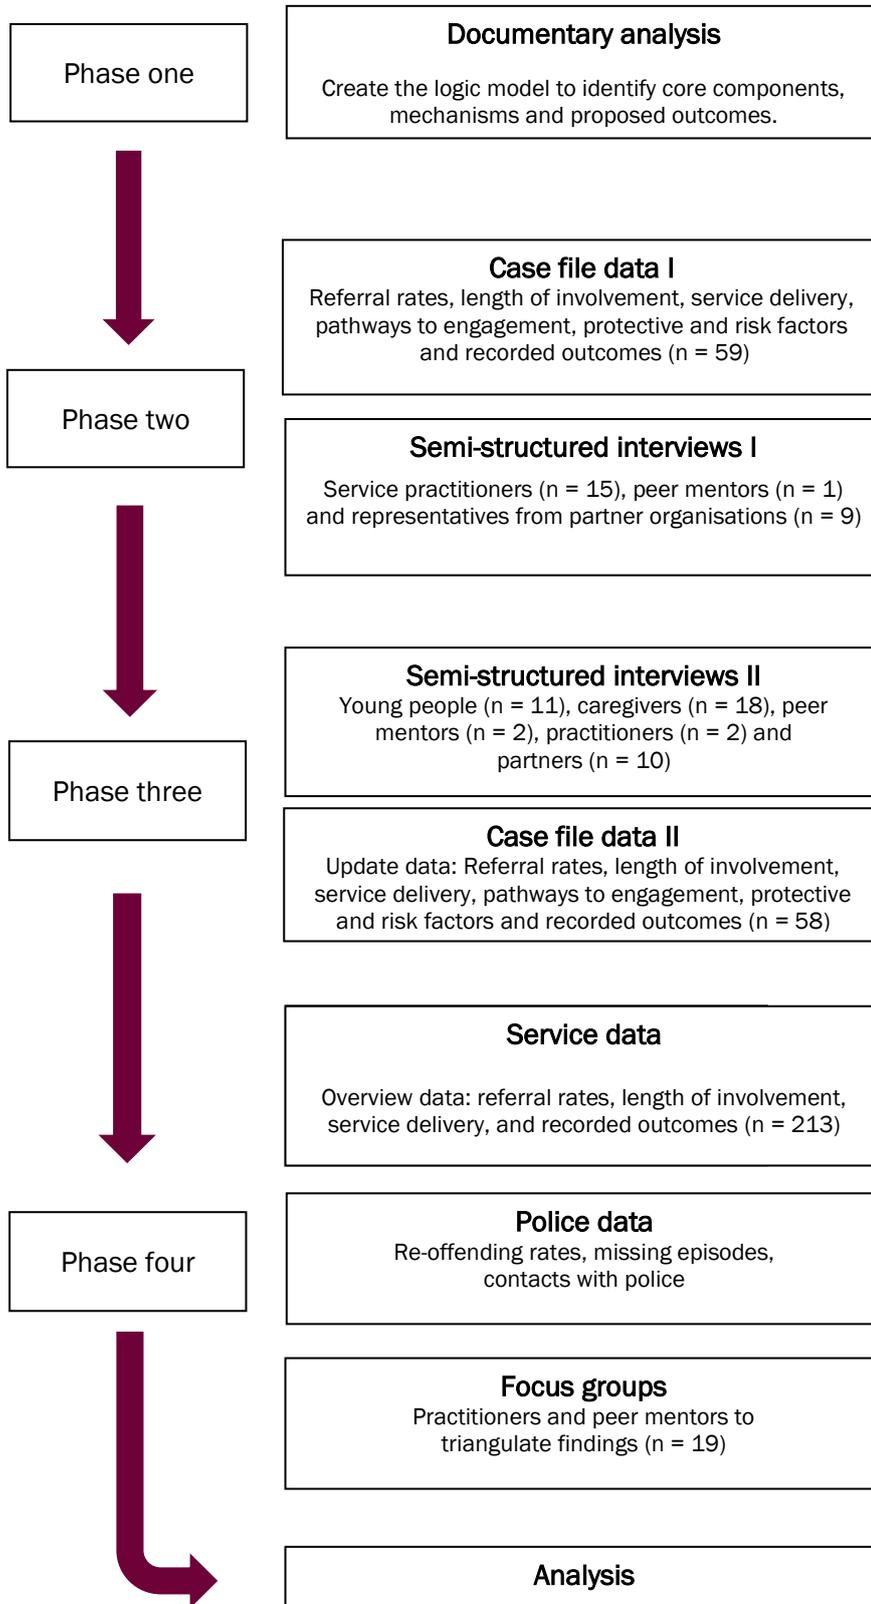 Phase one
Documentary analysis
Create the logic model to identify core components,
mechanisms and proposed outcomes.
Case file data I
Referral rates, length of involvement, service delivery,
pathways to engagement, protective and risk factors
and recorded outcomes (n = 59)
Phase two
Semi-structured interviews I
Service practitioners (n = 15), peer mentors (n = 1)
and representatives from partner organisations (n = 9)
Semi-structured interviews II
Young people (n = 11), caregivers (n = 18), peer
mentors (n = 2), practitioners (n = 2) and
partners (n = 10)
Phase three
Case file data II
Update data: Referral rates, length of involvement,
service delivery, pathways to engagement, protective
and risk factors and recorded outcomes (n = 58)
Service data
Overview data: referral rates, length of involvement,
service delivery, and recorded outcomes (n = 213)
Phase four
Police data
Re-offending rates, missing episodes,
contacts with police
Focus groups
Practitioners and peer mentors to
triangulate findings (n = 19)
Analysis